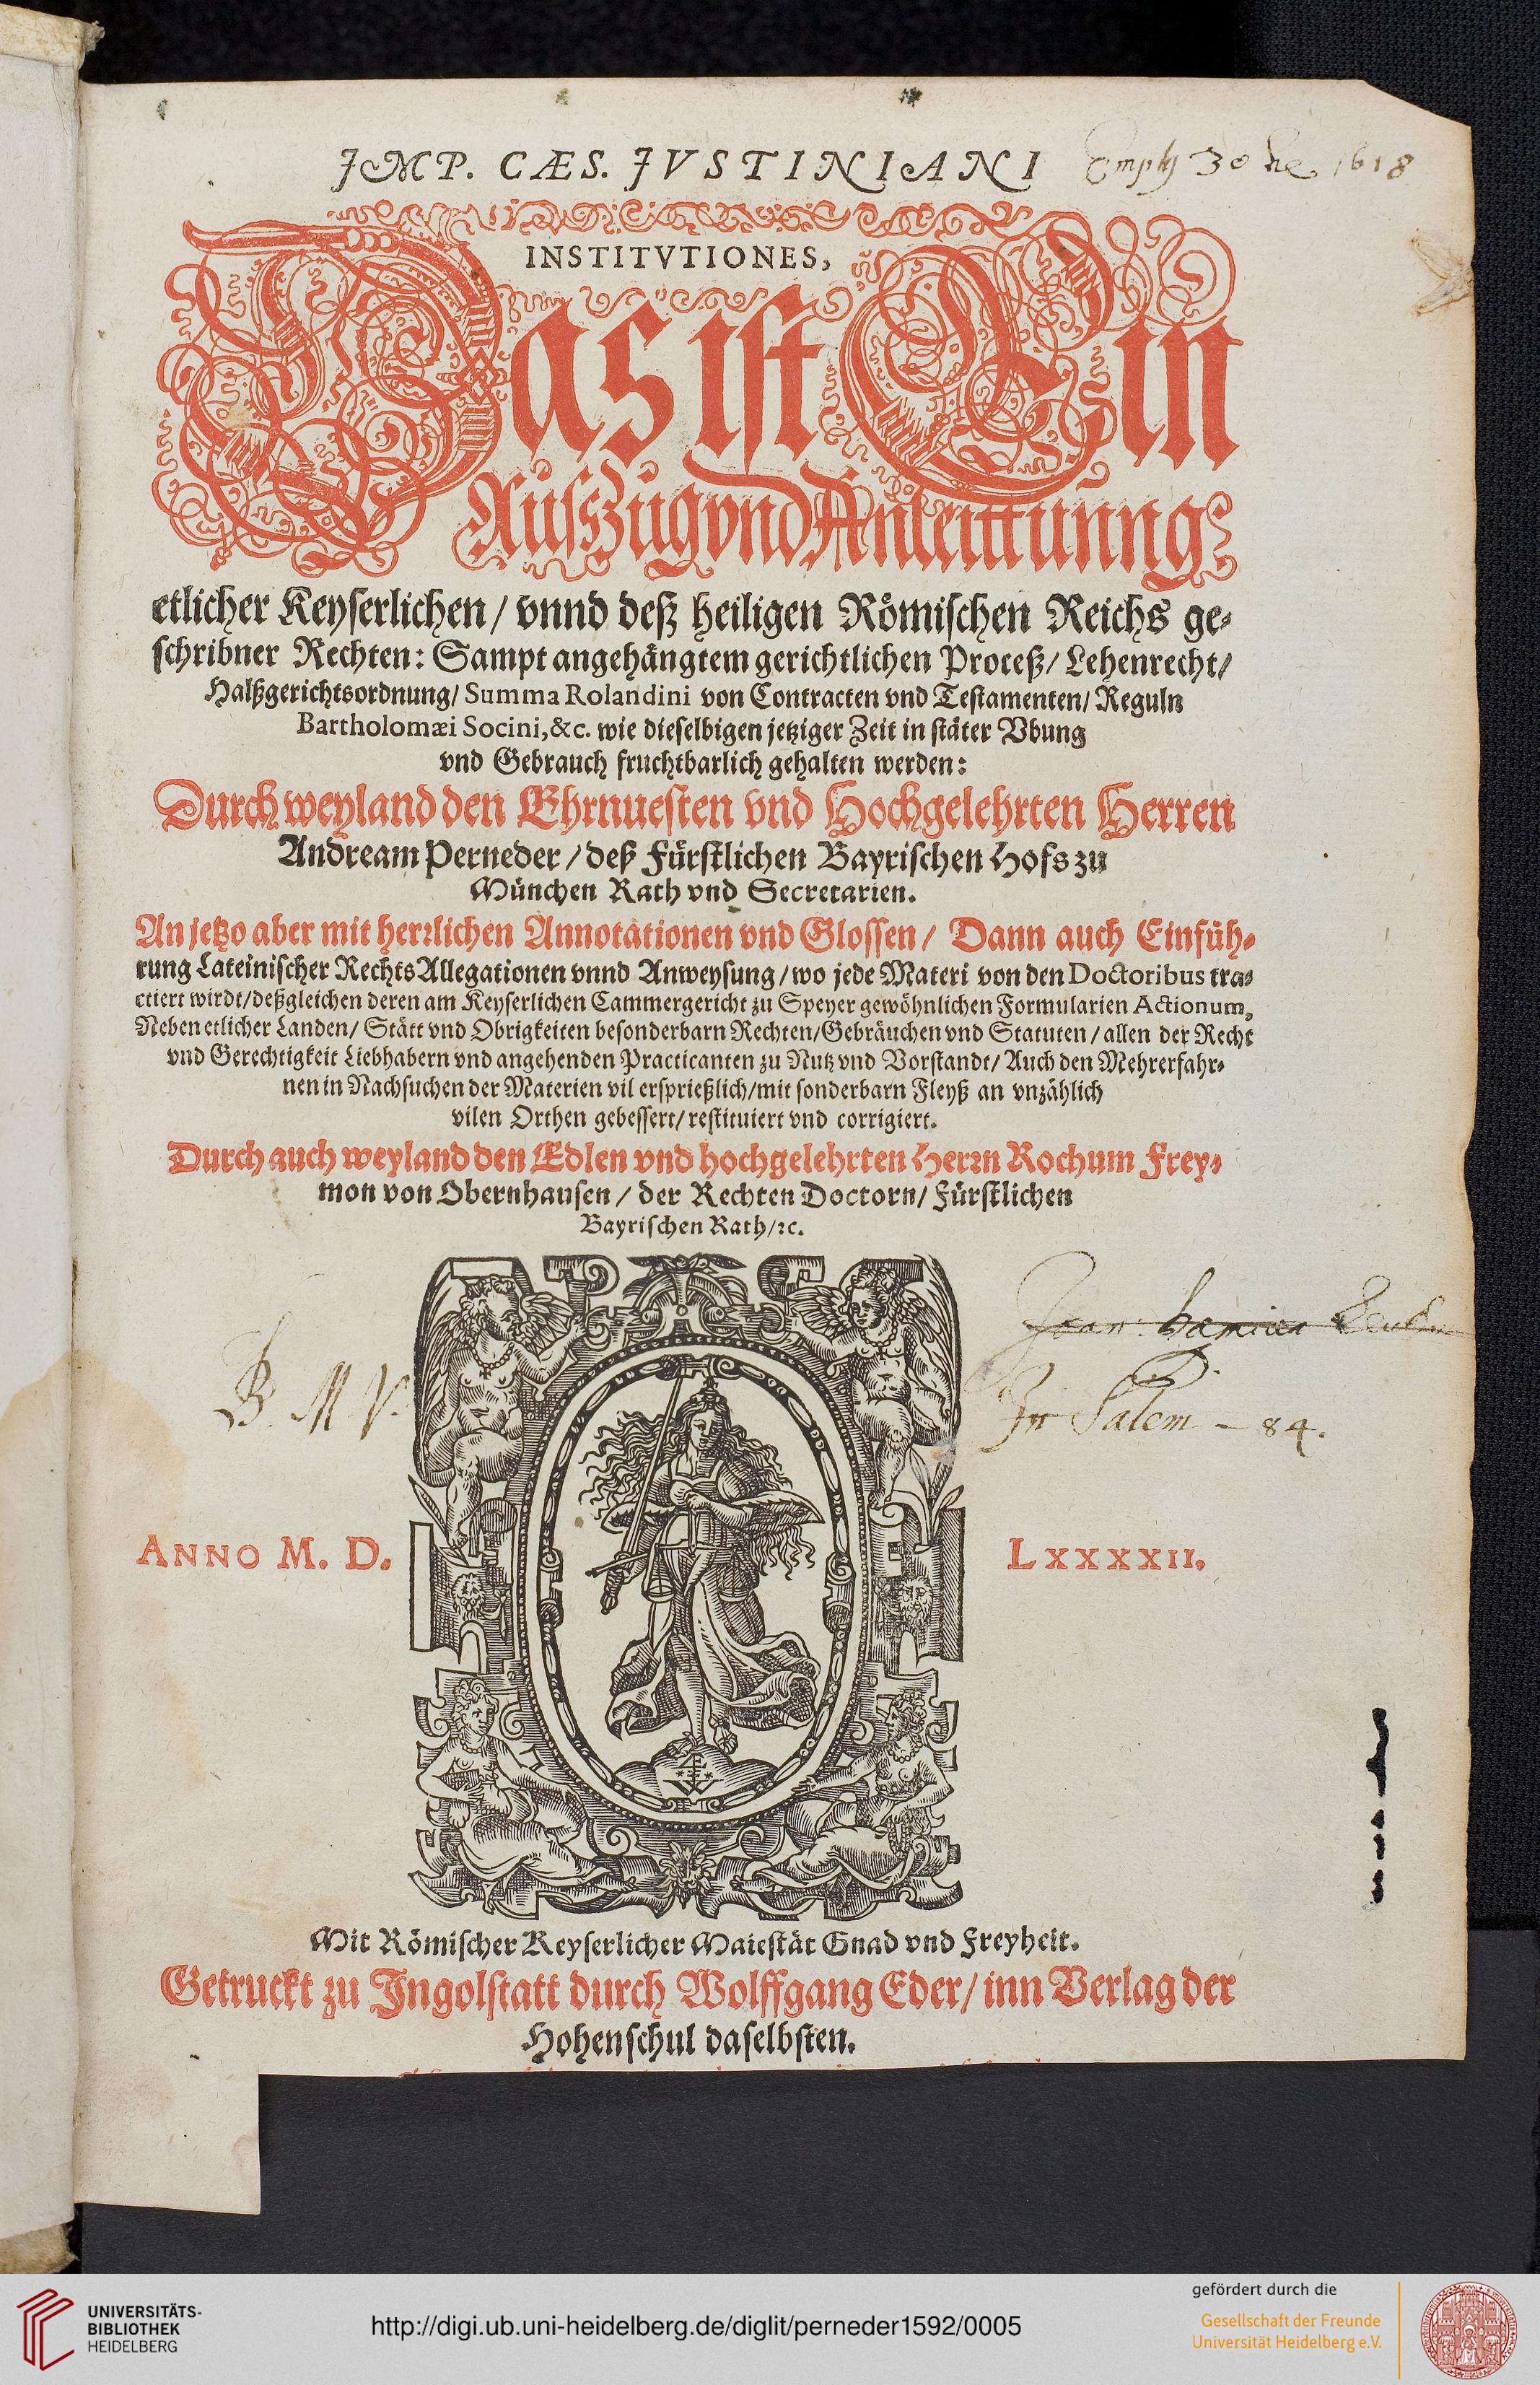 IMP. CÆS. IVSTINIANI
1618
INSTITVTIONES,
Das ist Ein
Ausszug vnd Anleittunng
etlicher Keyserlichen / vnnd deß heiligen Römischen Reichs ge-
schribner Rechten: Sampt angehängtem gerichtlichen Proceß / Lehenrecht /
Halßgerichtsordnung / Summa Rolandini von Contracten vnd Testamenten / Reguln
Bartholomæi Socini, &c. wie dieselbigen jetziger Zeit in stäter Vbung
vnd Gebrauch fruchtbarlich gehalten werden:
Durch weyland den Ehrnuesten vnd Hochgelehrten Herren
Andream Perneder / deß Fürstlichen Bayrischen Hofs zu
München Rath vnd Secretarien.
An jetzo aber mit herrlichen Annotationen vnd Glossen / Dann auch Einfüh-
rung Lateinischer Rechts Allegationen vnnd Anweysung / wo jede Materi von den Doctoribus tra-
ctiert wirdt / deßgleichen deren am Keyserlichen Cammergericht zu Speyer gewöhnlichen Formularien Actionum,
Neben etlicher Landen / Stätt vnd Obrigkeiten besonderbarn Rechten / Gebräuchen vnd Statuten / allen der Recht
vnd Gerechtigkeit Liebhabern vnd angehenden Practicanten zu Nutz vnd Vorstandt / Auch den Mehrerfahr-
nen in Nachsuchen der Materien vil ersprießlich / mit sonderbarn Fleyß an vnzählich
vilen Orthen gebessert / restituiert vnd corrigiert.
Durch auch weyland den Edlen vnd hochgelehrten Herrn Rochum Frey-
mon von Obernhausen / der Rechten Doctorn / Fürstlichen
Bayrischen Rath / ꝛc.
B. M. V.
In Salem - 84.
ANNO M. D. LXXXXII.
Mit Römischer Keyserlicher Maiestät Gnad vnd Freyheit.
Getruckt zu Ingolstatt durch Wolffgang Eder / inn Verlag der
Hohenschul daselbsten.
UNIVERSITÄTS-
BIBLIOTHEK
HEIDELBERG
http://digi.ub.uni-heidelberg.de/diglit/perneder1592/0005
gefördert durch die
Gesellschaft der Freunde
Universität Heidelberg e.V.